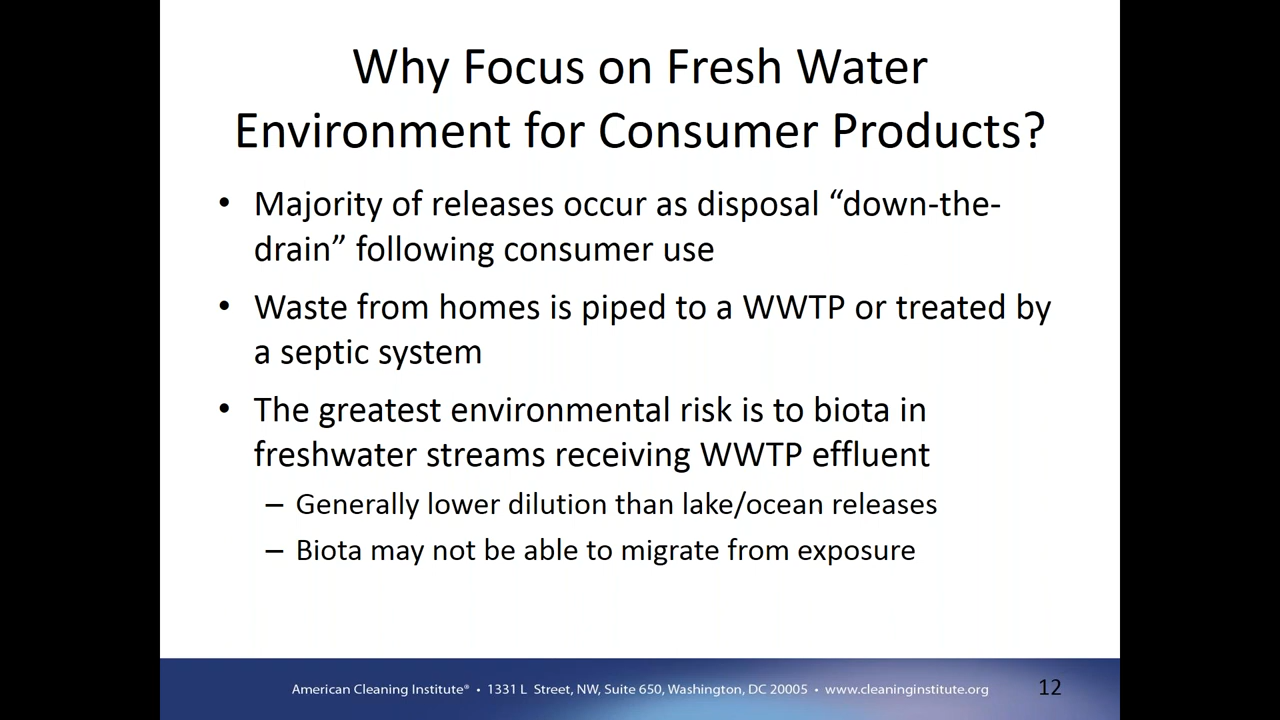 Why Focus on Fresh Water
Environment for Consumer Products?
• Majority of releases occur as disposal “down-the-
drain” following consumer use
• Waste from homes is piped to a WWTP or treated by
a septic system
• The greatest environmental risk is to biota in
freshwater streams receiving WWTP effluent
– Generally lower dilution than lake/ocean releases
– Biota may not be able to migrate from exposure
American Cleaning Institute® • 1331 L Street, NW, Suite 650, Washington, DC 20005 • www.cleaninginstitute.org 12